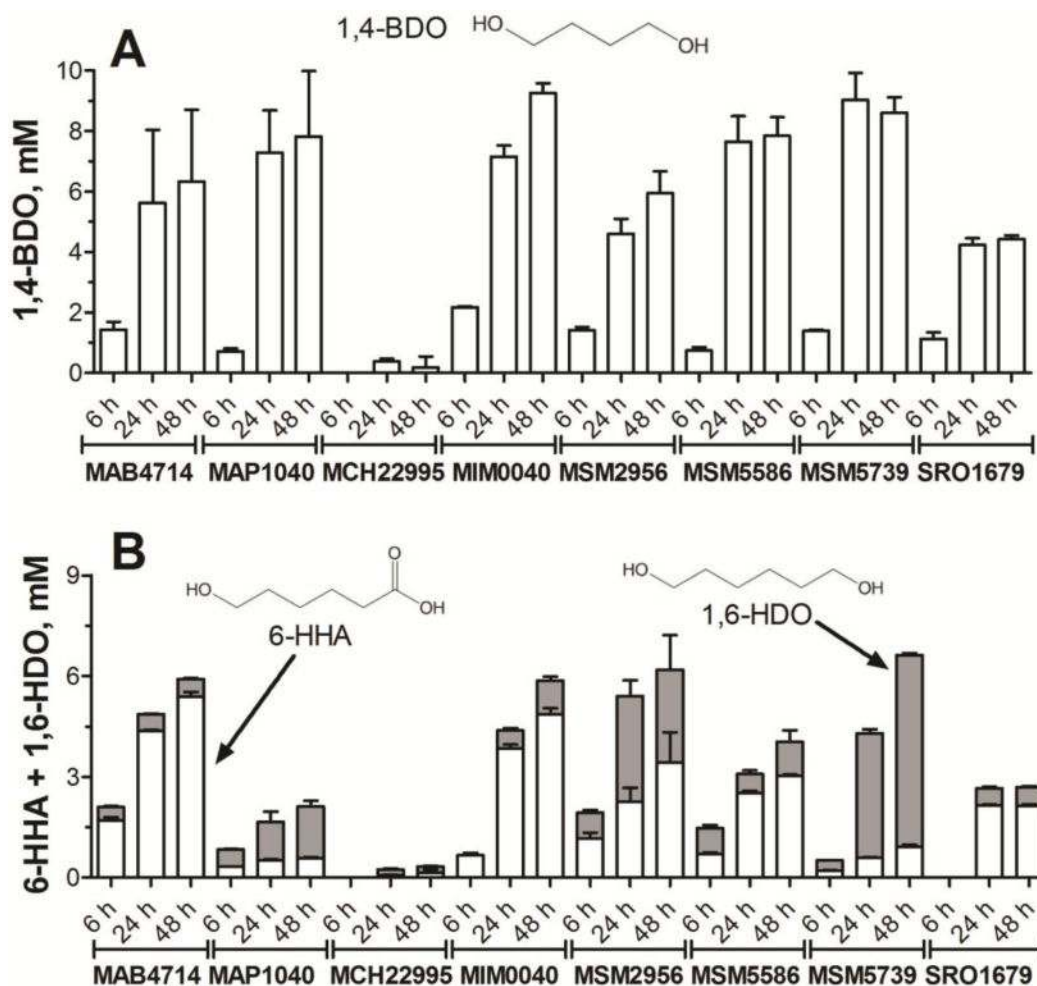 A
1,4-BDO
HO
OH
1,4-BDO, mM
10
8
6
4
2
0
6 h 24 h 48 h 6 h 24 h 48 h 6 h 24 h 48 h 6 h 24 h 48 h 6 h 24 h 48 h 6 h 24 h 48 h 6 h 24 h 48 h 6 h 24 h 48 h
MAB4714 MAP1040 MCH22995 MIM0040 MSM2956 MSM5586 MSM5739 SRO1679
B
6-HHA + 1,6-HDO, mM
9
6
3
0
HO
O
OH
6-HHA
HO
OH
1,6-HDO
6 h 24 h 48 h 6 h 24 h 48 h 6 h 24 h 48 h 6 h 24 h 48 h 6 h 24 h 48 h 6 h 24 h 48 h 6 h 24 h 48 h 6 h 24 h 48 h
MAB4714 MAP1040 MCH22995 MIM0040 MSM2956 MSM5586 MSM5739 SRO1679